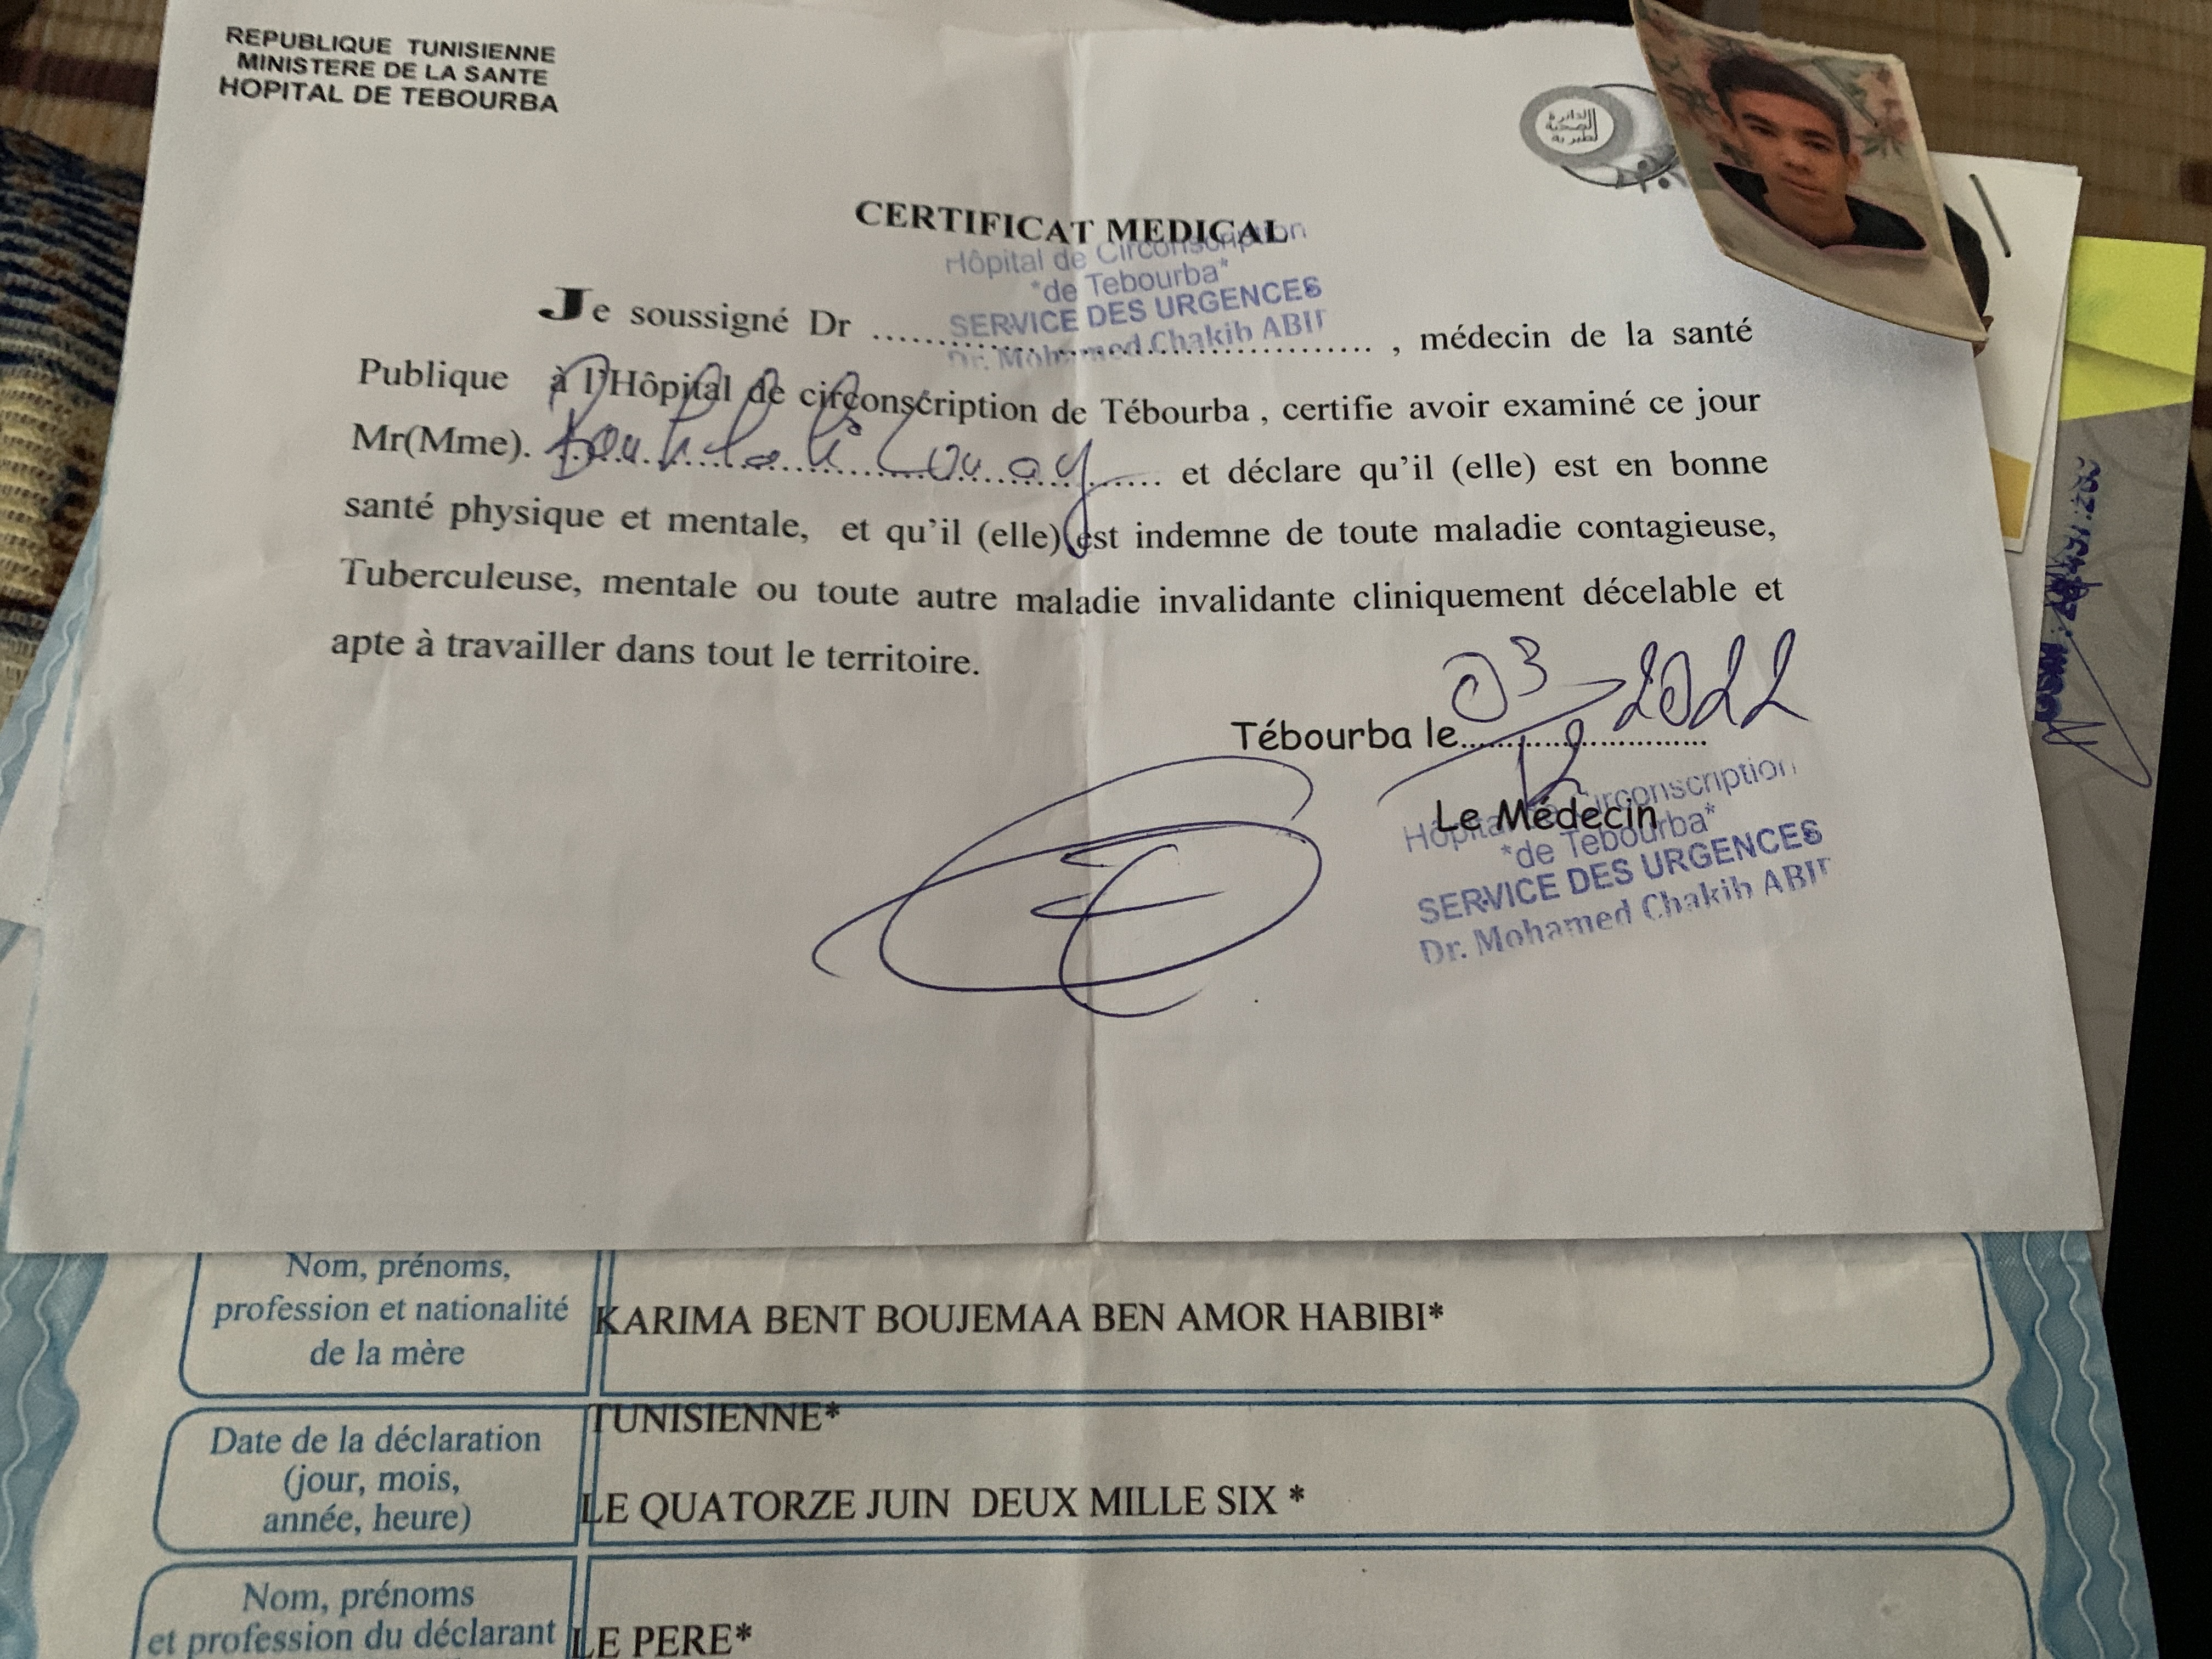 REPUBLIQUE TUNISIENNE
MINISTERE DE LA SANTE
HOPITAL DE TEBOURBA
الدائرة
الصحية
CERTIFICAT MEDICAL
Hôpital de Circonscription
*de Tebourba*
SERVICE DES URGENCES
Dr. Mohamed Chakib
Je soussigné Dr ........................................ , médecin de la santé
Publique à l'Hôpital de circonscription de Tébourba , certifie avoir examiné ce jour
Mr(Mme). ........................................ et déclare qu'il (elle) est en bonne
santé physique et mentale, et qu'il (elle) est indemne de toute maladie contagieuse,
Tuberculeuse, mentale ou toute autre maladie invalidante cliniquement décelable et
apte à travailler dans tout le territoire.
Tébourba le 03 2022
Le Médecin
Hôpital de Circonscription
*de Tebourba*
SERVICE DES URGENCES
Dr. Mohamed Chakib
Nom, prénoms,
profession et nationalité
de la mère
KARIMA BENT BOUJEMAA BEN AMOR HABIBI*
TUNISIENNE*
Date de la déclaration
(jour, mois,
année, heure)
LE QUATORZE JUIN DEUX MILLE SIX *
Nom, prénoms
et profession du déclarant
LE PERE*